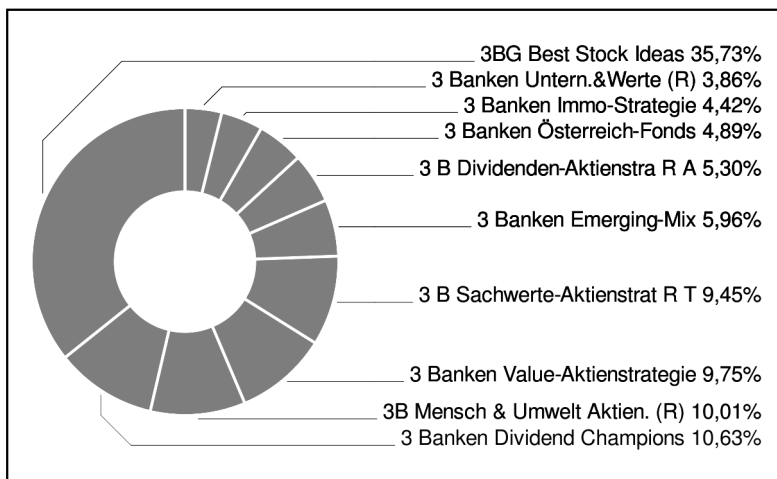 3BG Best Stock Ideas 35,73%
3 Banken Untern.&Werte (R) 3,86%
3 Banken Immo-Strategie 4,42%
3 Banken Österreich-Fonds 4,89%
3 B Dividenden-Aktienstra R A 5,30%
3 Banken Emerging-Mix 5,96%
3 B Sachwerte-Aktienstrat R T 9,45%
3 Banken Value-Aktienstrategie 9,75%
3B Mensch & Umwelt Aktien. (R) 10,01%
3 Banken Dividend Champions 10,63%